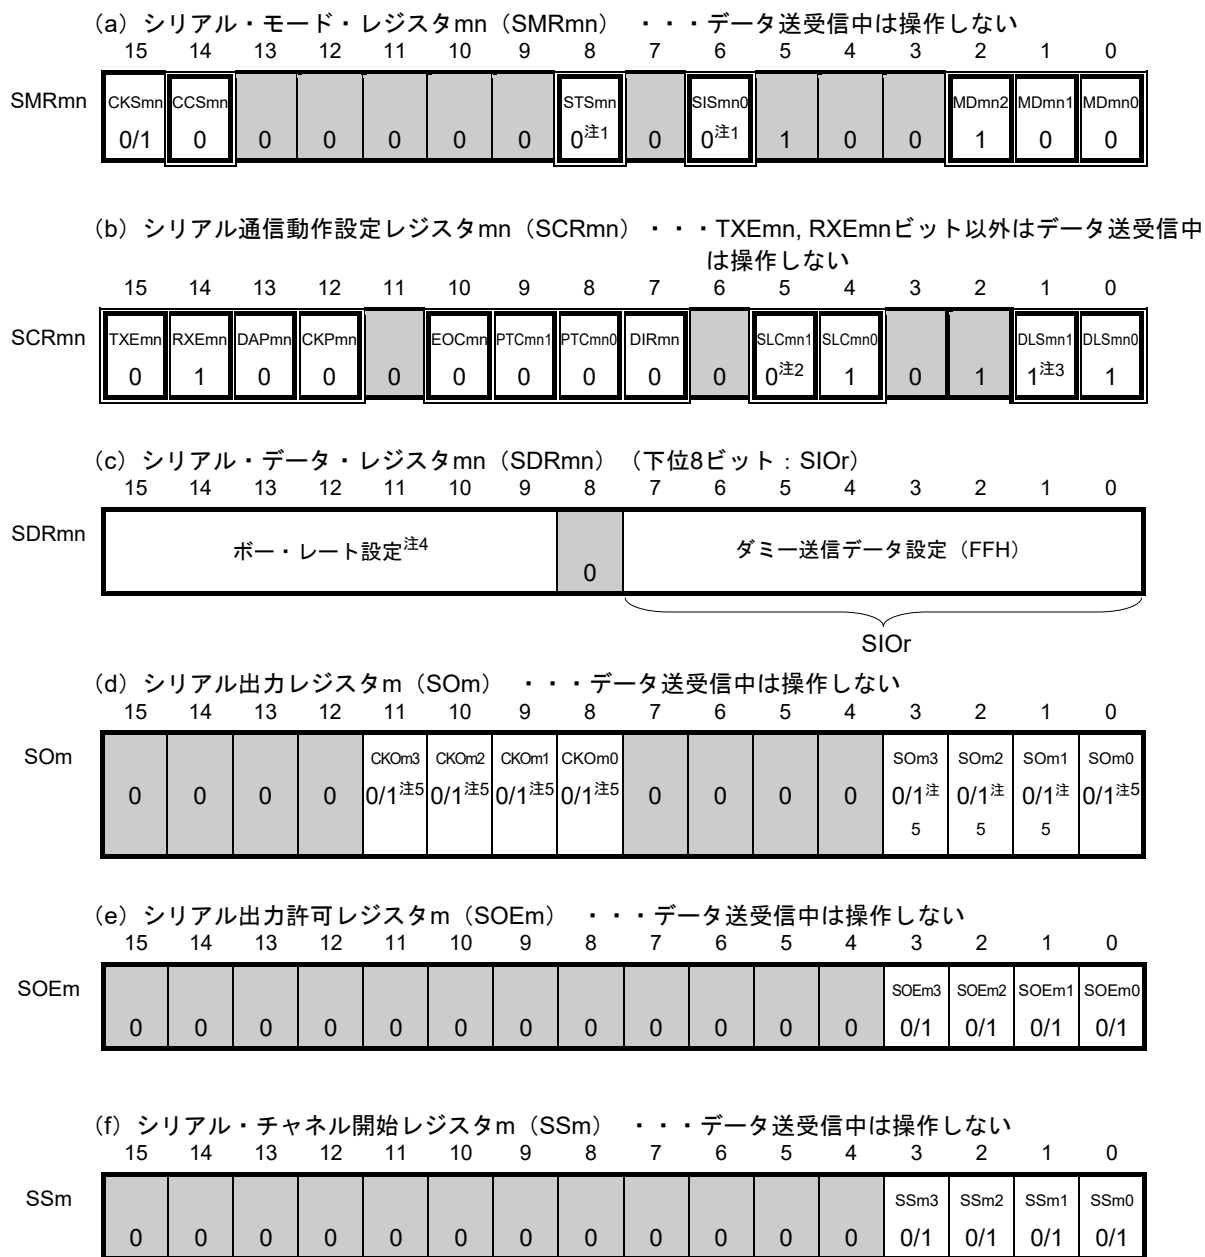 (a) シリアル・モード・レジスタmn（SMRmn） ・・・データ送受信中は操作しない
15 14 13 12 11 10 9 8 7 6 5 4 3 2 1 0
SMRmn CKSmn CCSmn STSmn SISmn0 MDmn2 MDmn1 MDmn0
0/1 0 0 0 0 0 0 0注1 0 0注1 1 0 0 1 0 0
(b) シリアル通信動作設定レジスタmn（SCRmn）・・・TXEmn, RXEmnビット以外はデータ送受信中
は操作しない
15 14 13 12 11 10 9 8 7 6 5 4 3 2 1 0
SCRmn TXEmn RXEmn DAPmn CKPmn EOCmn PTCmn1 PTCmn0 DIRmn SLCmn1 SLCmn0 DLSmn1 DLSmn0
0 1 0 0 0 0 0 0 0 0 0注2 1 0 1 1注3 1
(c) シリアル・データ・レジスタmn（SDRmn）（下位8ビット：SIOr）
15 14 13 12 11 10 9 8 7 6 5 4 3 2 1 0
SDRmn ボー・レート設定注4 0 ダミー送信データ設定（FFH）
SIOr
(d) シリアル出力レジスタm（SOm） ・・・データ送受信中は操作しない
15 14 13 12 11 10 9 8 7 6 5 4 3 2 1 0
SOm CKOm3 CKOm2 CKOm1 CKOm0 SOm3 SOm2 SOm1 SOm0
0 0 0 0 0/1注5 0/1注5 0/1注5 0/1注5 0 0 0 0 0/1注 0/1注 0/1注 0/1注5
5 5 5
(e) シリアル出力許可レジスタm（SOEm） ・・・データ送受信中は操作しない
15 14 13 12 11 10 9 8 7 6 5 4 3 2 1 0
SOEm SOEm3 SOEm2 SOEm1 SOEm0
0 0 0 0 0 0 0 0 0 0 0 0 0/1 0/1 0/1 0/1
(f) シリアル・チャネル開始レジスタm（SSm） ・・・データ送受信中は操作しない
15 14 13 12 11 10 9 8 7 6 5 4 3 2 1 0
SSm SSm3 SSm2 SSm1 SSm0
0 0 0 0 0 0 0 0 0 0 0 0 0/1 0/1 0/1 0/1